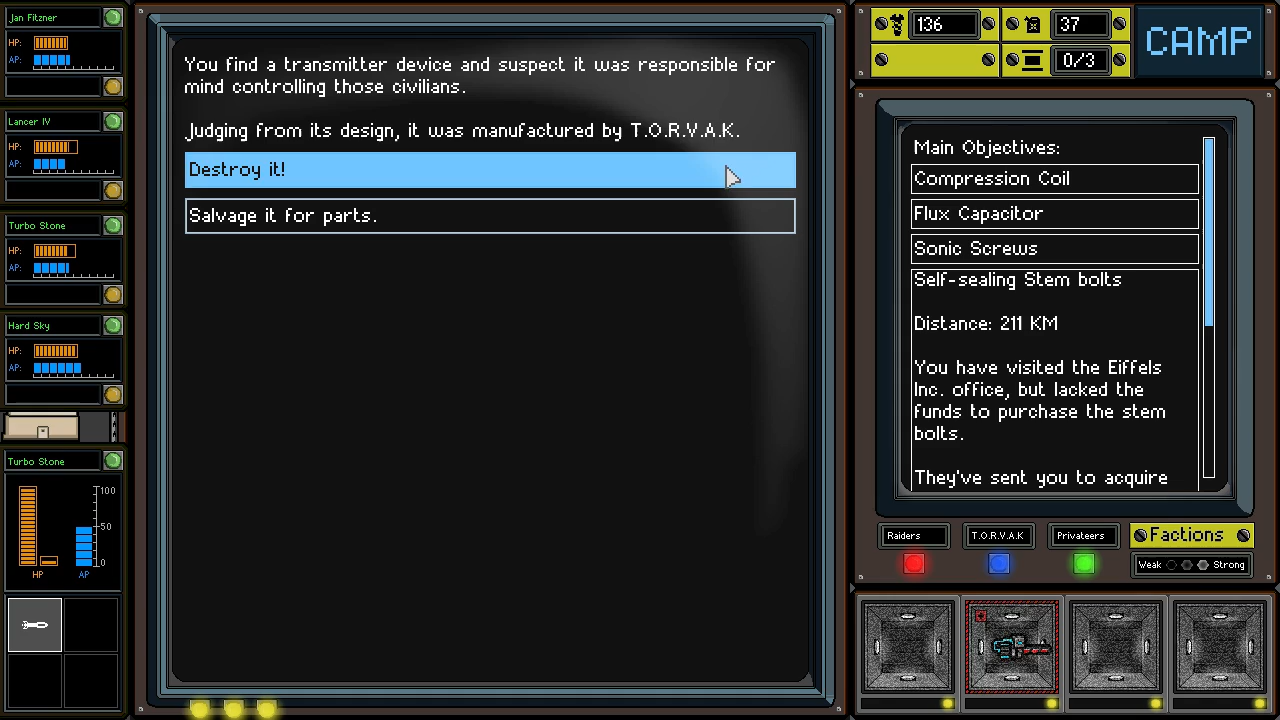 Jan Fitzner
HP:
AP:
Lancer IV
HP:
AP:
Turbo Stone
HP:
AP:
Hard Sky
HP:
AP:
Turbo Stone
100
50
0
HP
AP
You find a transmitter device and suspect it was responsible for
mind controlling those civilians.
Judging from its design, it was manufactured by T.O.R.V.A.K.
Destroy it!
Salvage it for parts.
136
37
0/3
CAMP
Main Objectives:
Compression Coil
Flux Capacitor
Sonic Screws
Self-sealing Stem bolts
Distance: 211 KM
You have visited the Eiffels
Inc. office, but lacked the
funds to purchase the stem
bolts.
They've sent you to acquire
Raiders
T.O.R.V.A.K
Privateers
Factions
Weak
Strong